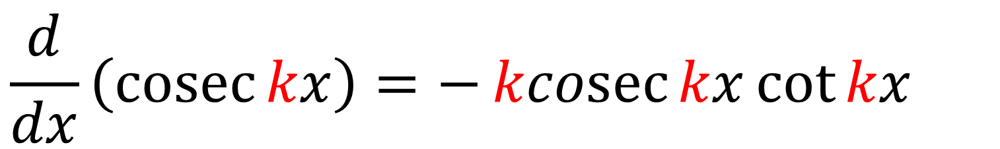 d/dx (cosec kx) = − kcosec kx cot kx